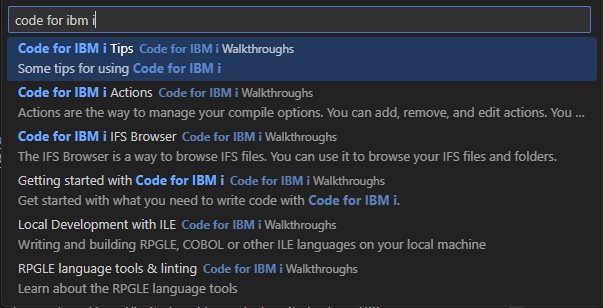 code for ibm i
Code for IBM i Tips Code for IBM i Walkthroughs
Some tips for using Code for IBM i
Code for IBM i Actions Code for IBM i Walkthroughs
Actions are the way to manage your compile options. You can add, remove, and edit actions. You ...
Code for IBM i IFS Browser Code for IBM i Walkthroughs
The IFS Browser is a way to browse IFS files. You can use it to browse your IFS files and folders.
Getting started with Code for IBM i Code for IBM i Walkthroughs
Get started with what you need to write code with Code for IBM i.
Local Development with ILE Code for IBM i Walkthroughs
Writing and building RPGLE, COBOL or other ILE languages on your local machine
RPGLE language tools & linting Code for IBM i Walkthroughs
Learn about the RPGLE language tools